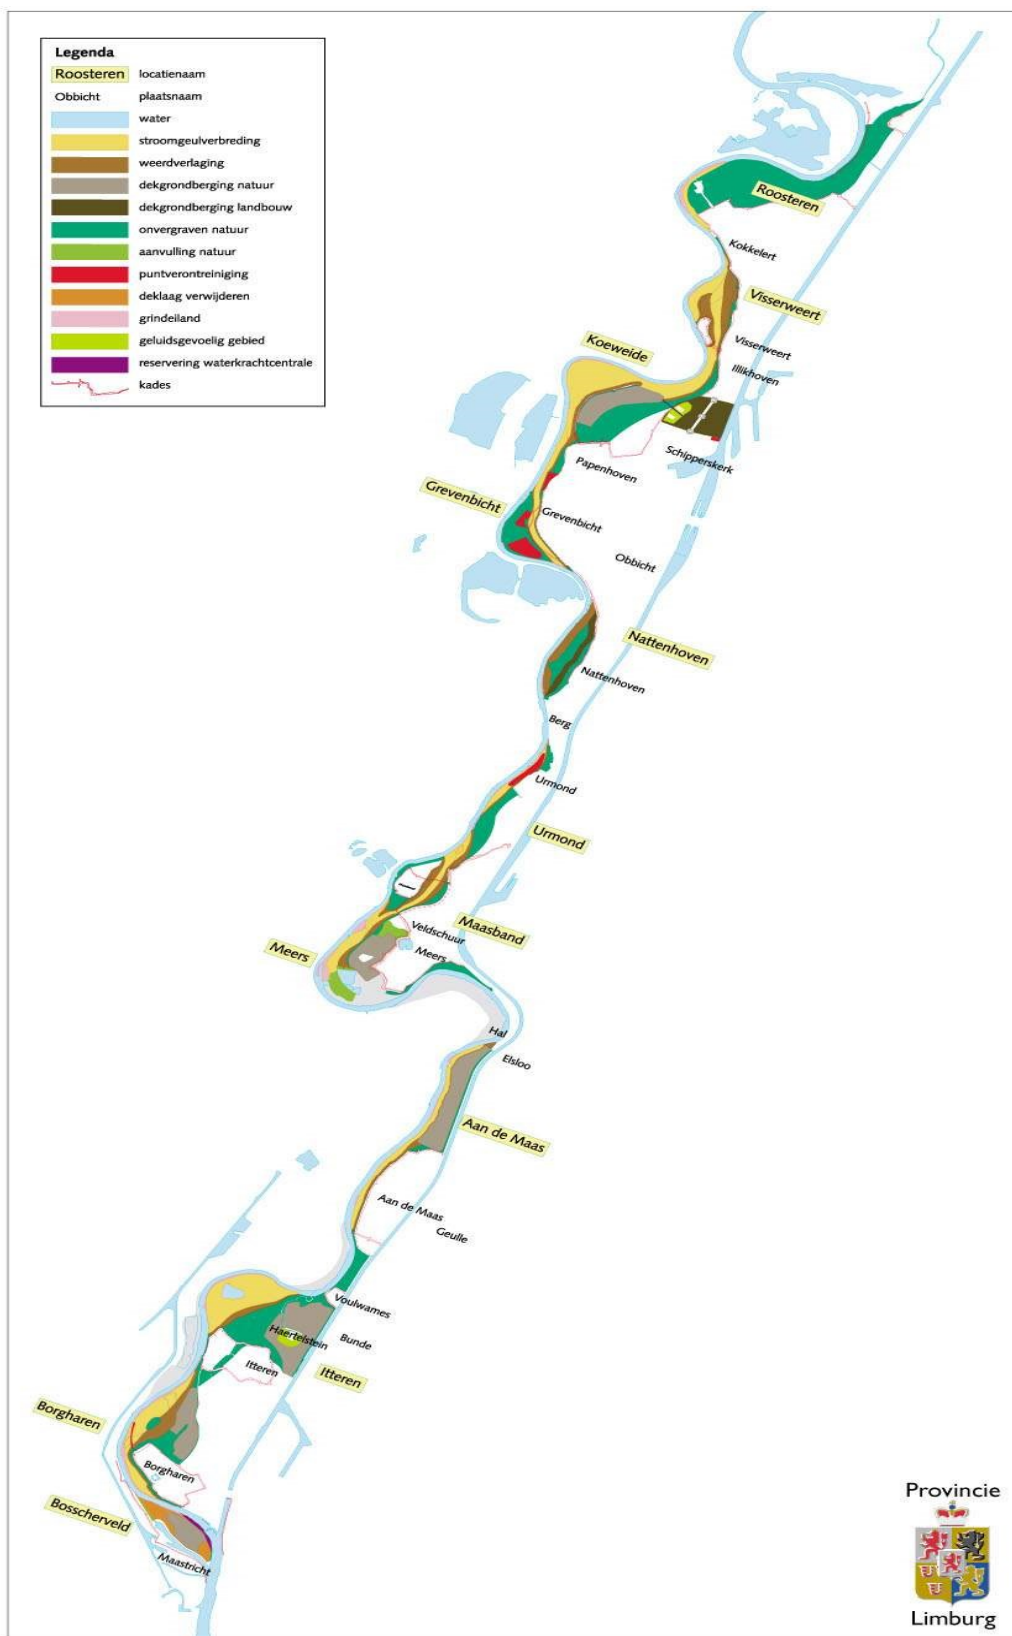 Legenda
Roosteren locatienaam
Obbicht plaatsnaam
water
stroomgeulverbreding
weerdverlaging
dekgrondberging natuur
dekgrondberging landbouw
onvergraven natuur
aanvulling natuur
puntverontreiniging
deklaag verwijderen
grindeiland
geluidsgevoelig gebied
reservering waterkrachtcentrale
kades
Roosteren
Kokkelert
Visserweert
Koeweide
Visserweert
Illikhoven
Schipperskerk
Papenhoven
Grevenbicht
Grevenbicht
Obbicht
Nattenhoven
Nattenhoven
Berg
Urmond
Urmond
Maasband
Veldschuur
Meers
Meers
Hal
Elsloo
Aan de Maas
Aan de Maas
Geulle
Voulwames
Haertelstein
Bunde
Itteren
Itteren
Borgharen
Borgharen
Bosscherveld
Maastricht
Provincie
Limburg